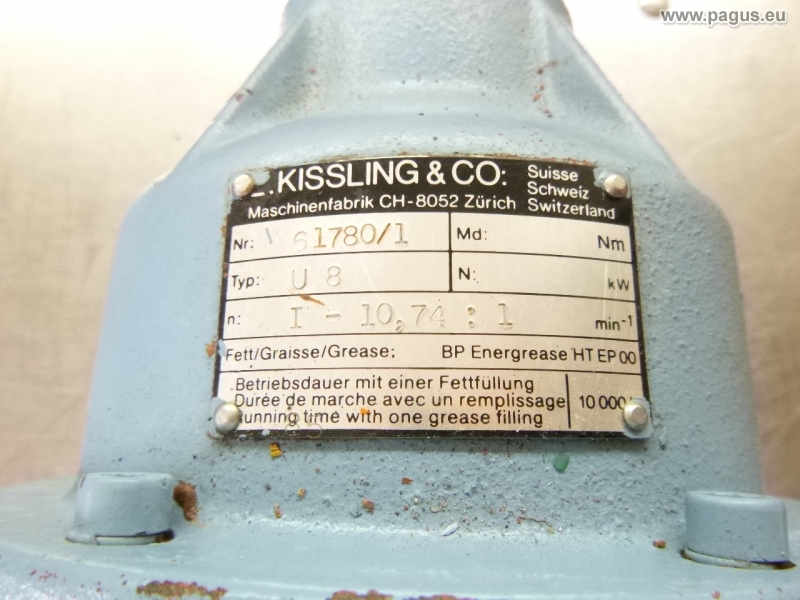 www.pagus.eu
KISSLING & CO: Suisse
Schweiz
Maschinenfabrik CH-8052 Zürich Switzerland
Nr: 61780/1 Md: Nm
Typ: U 8 N: kW
n: I - 10,74 : 1 min-1
Fett/Graisse/Grease: BP Energrease HT EP 00
Betriebsdauer mit einer Fettfüllung
Durée de marche avec un remplissage 10 000
Running time with one grease filling